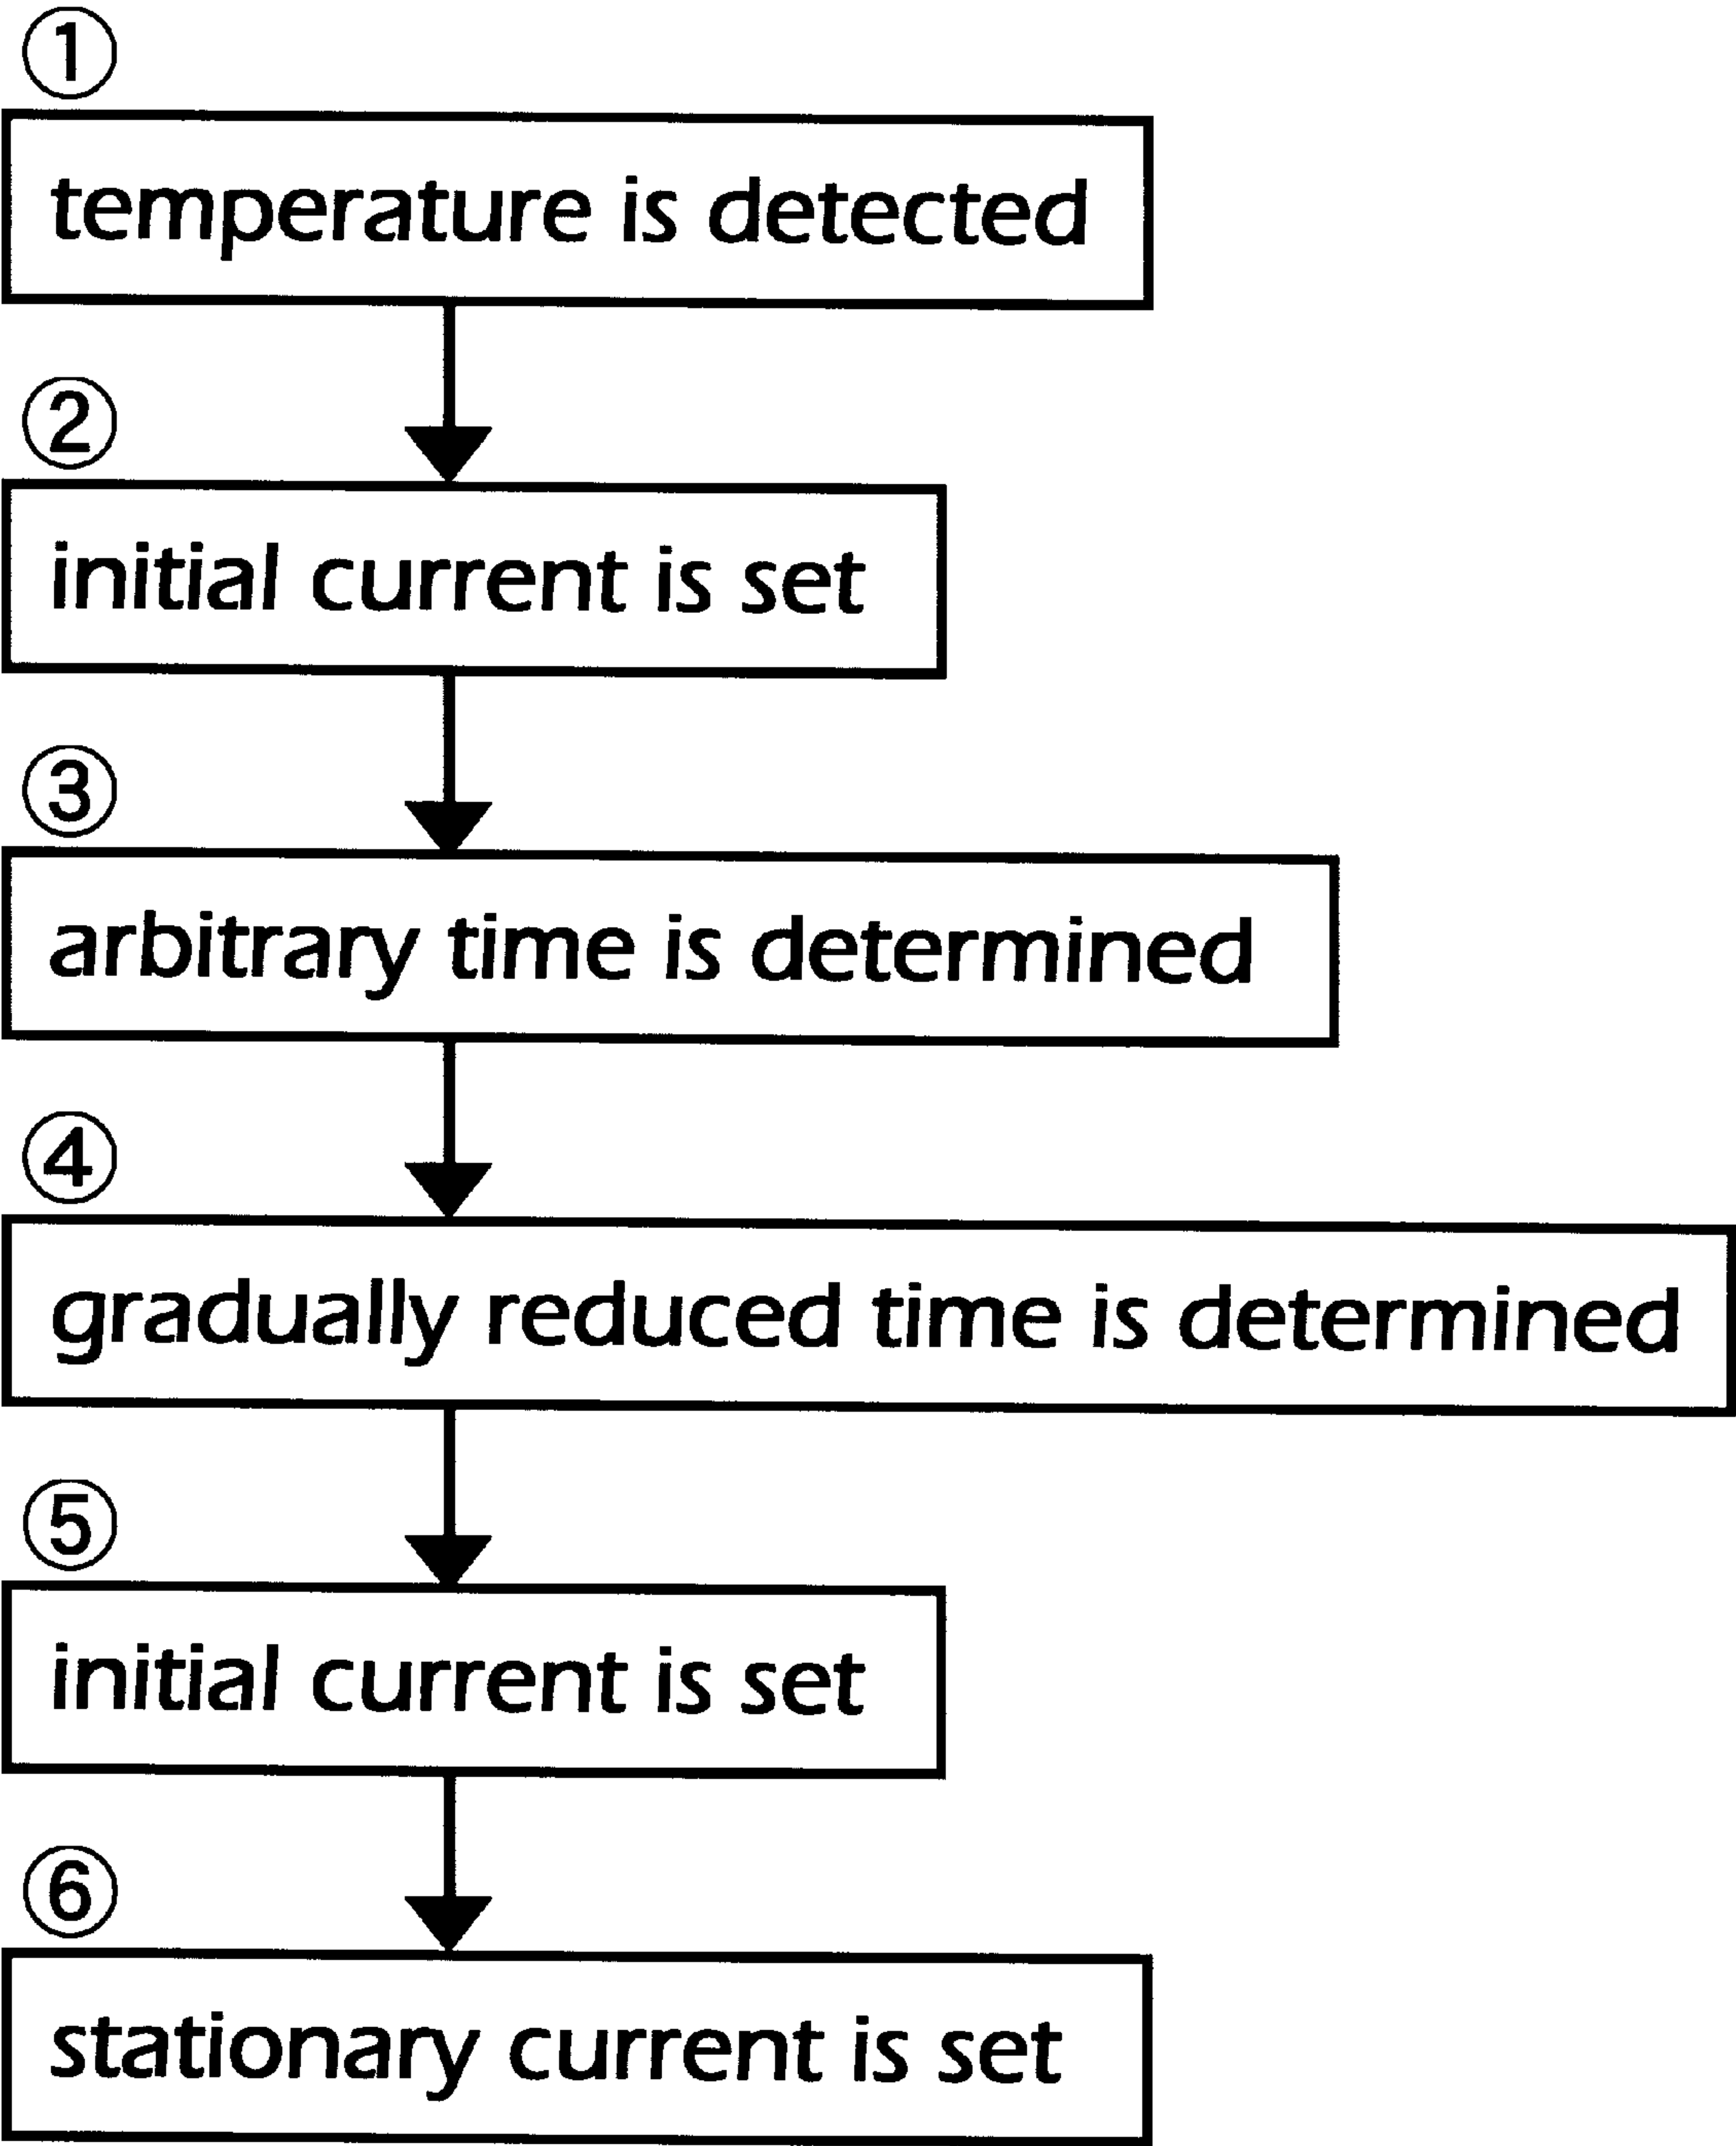 ①
temperature is detected
②
initial current is set
③
arbitrary time is determined
④
gradually reduced time is determined
⑤
initial current is set
⑥
stationary current is set